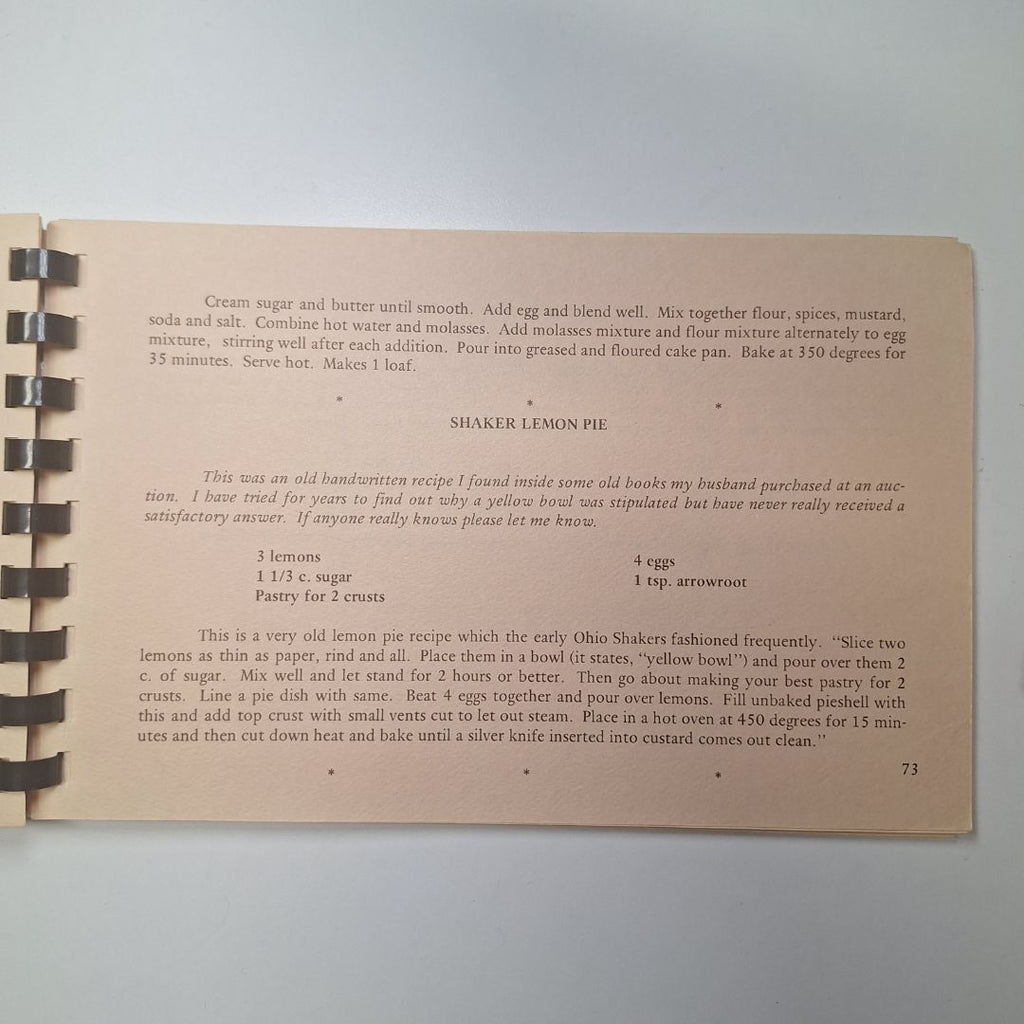 Cream sugar and butter until smooth. Add egg and blend well. Mix together flour, spices, mustard,
soda and salt. Combine hot water and molasses. Add molasses mixture and flour mixture alternately to egg
mixture, stirring well after each addition. Pour into greased and floured cake pan. Bake at 350 degrees for
35 minutes. Serve hot. Makes 1 loaf.
* * *
SHAKER LEMON PIE
This was an old handwritten recipe I found inside some old books my husband purchased at an auc-
tion. I have tried for years to find out why a yellow bowl was stipulated but have never really received a
satisfactory answer. If anyone really knows please let me know.
3 lemons
1 1/3 c. sugar
Pastry for 2 crusts
4 eggs
1 tsp. arrowroot
This is a very old lemon pie recipe which the early Ohio Shakers fashioned frequently. “Slice two
lemons as thin as paper, rind and all. Place them in a bowl (it states, “yellow bowl”) and pour over them 2
c. of sugar. Mix well and let stand for 2 hours or better. Then go about making your best pastry for 2
crusts. Line a pie dish with same. Beat 4 eggs together and pour over lemons. Fill unbaked pieshell with
this and add top crust with small vents cut to let out steam. Place in a hot oven at 450 degrees for 15 min-
utes and then cut down heat and bake until a silver knife inserted into custard comes out clean.”
* * *
73